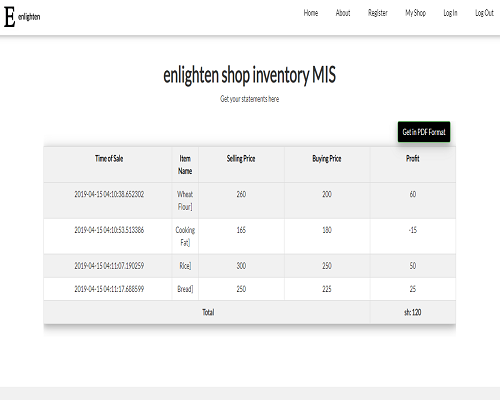 E enlighten Home About Register My Shop Log In Log Out
enlighten shop inventory MIS
Get your statements here
Get in PDF Format
Time of Sale Item Name Selling Price Buying Price Profit
2019-04-15 04:10:38.652302 Wheat Flour] 260 200 60
2019-04-15 04:10:53.513386 Cooking Fat] 165 180 -15
2019-04-15 04:11:07.190259 Rice] 300 250 50
2019-04-15 04:11:17.688599 Bread] 250 225 25
Total sh: 120